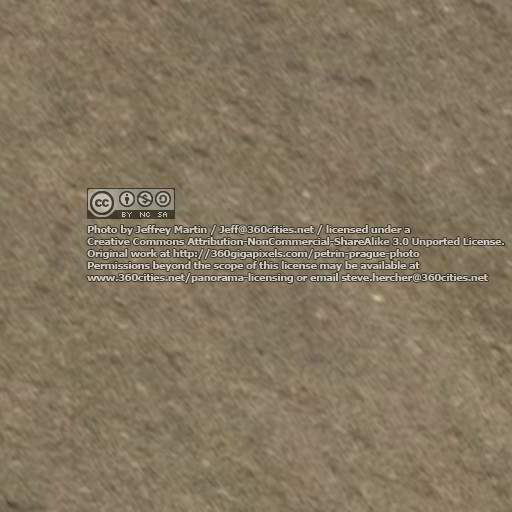 cc
BY NC SA
Photo by Jeffrey Martin / Jeff@360cities.net / licensed under a
Creative Commons Attribution-NonCommercial-ShareAlike 3.0 Unported License.
Original work at http://360gigapixels.com/petrin-prague-photo
Permissions beyond the scope of this license may be available at
www.360cities.net/panorama-licensing or email steve.hercher@360cities.net